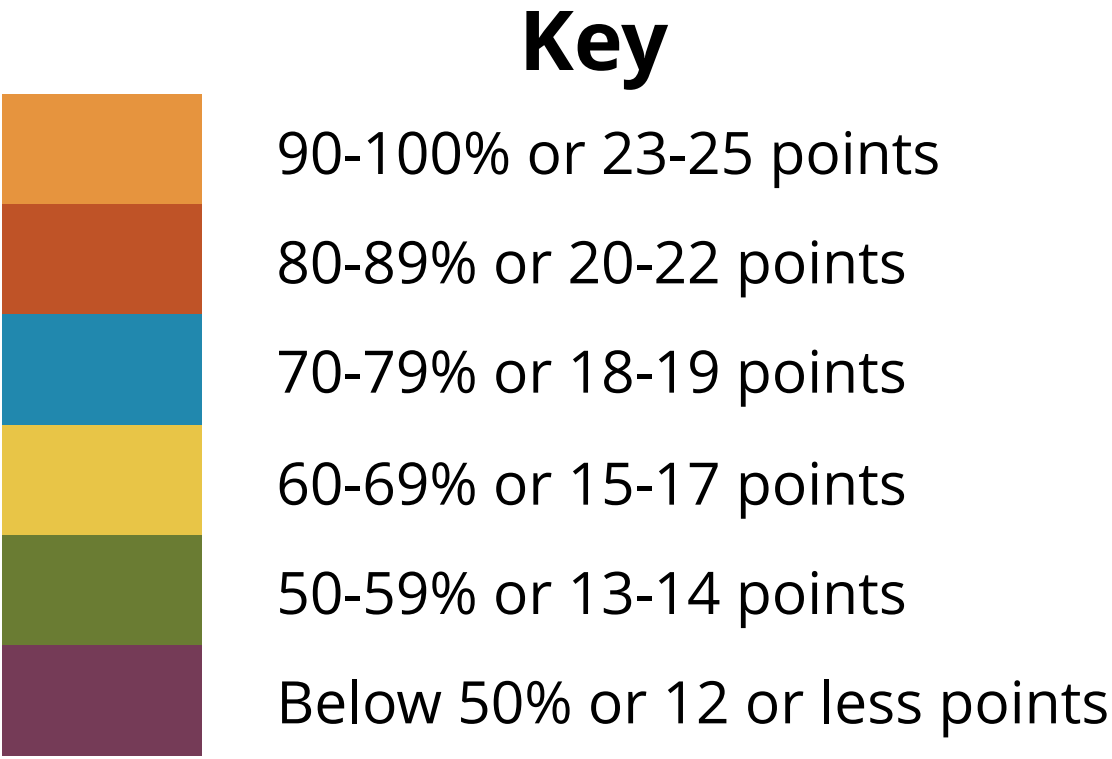 Key
90-100% or 23-25 points
80-89% or 20-22 points
70-79% or 18-19 points
60-69% or 15-17 points
50-59% or 13-14 points
Below 50% or 12 or less points